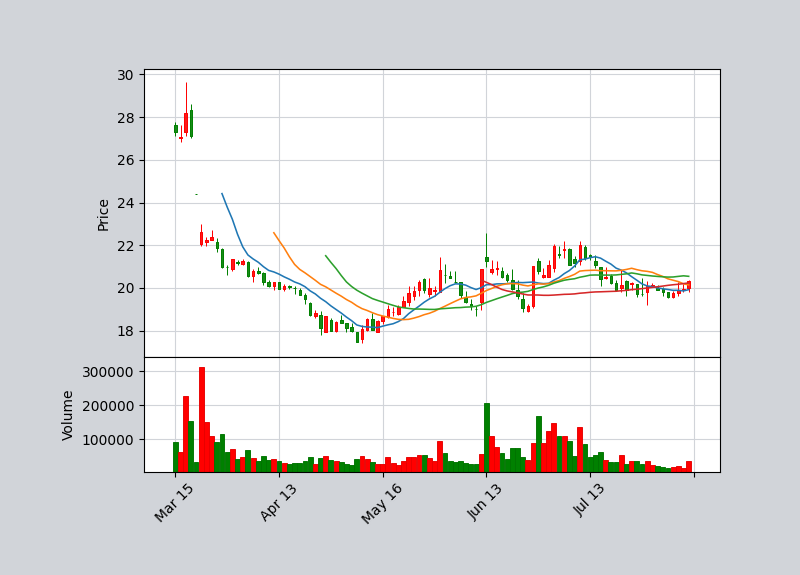 30
28
26
24
22
20
18
Price
300000
200000
100000
Volume
Mar 15
Apr 13
May 16
Jun 13
Jul 13